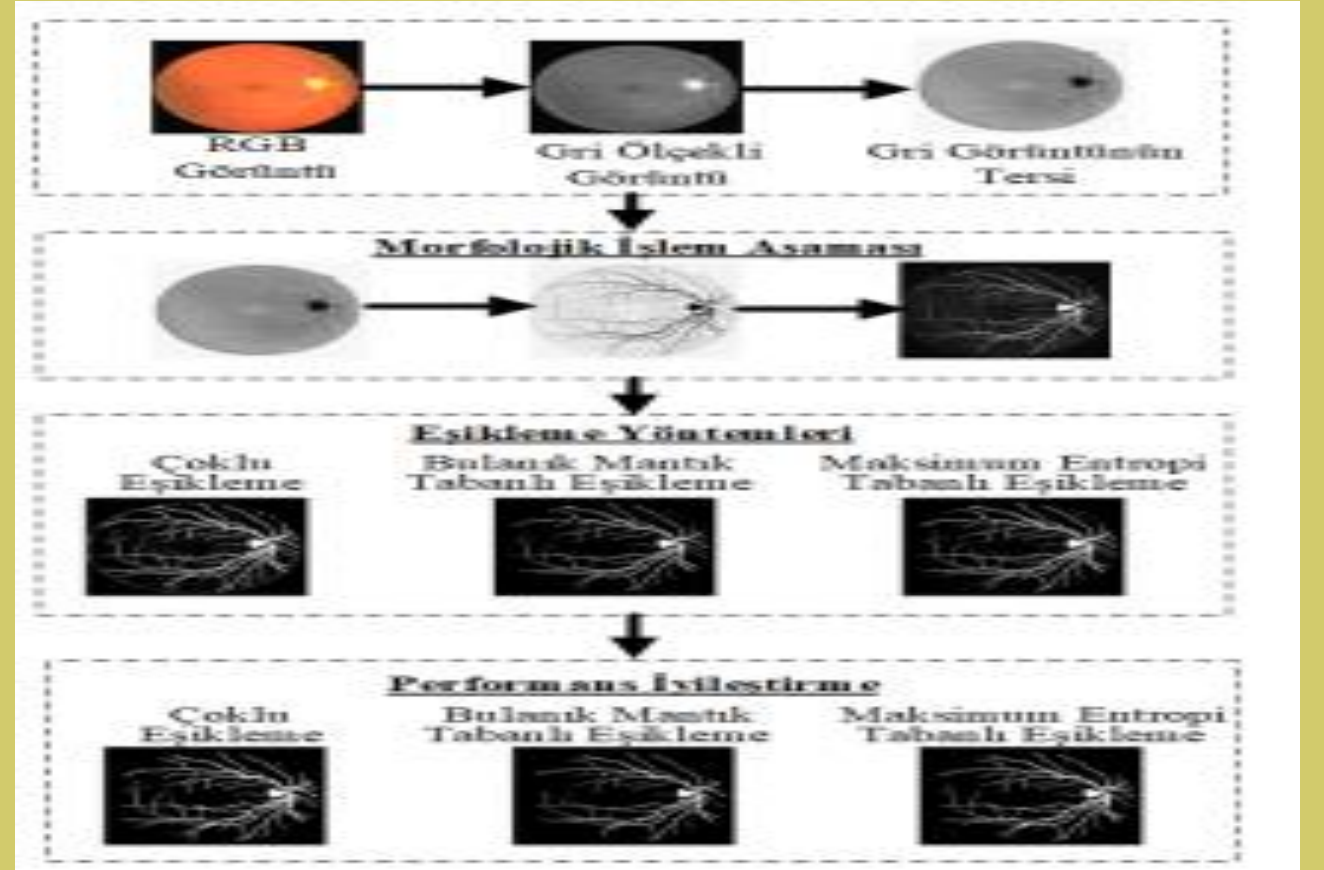 RGB
Görüntü
Gri Ölçekli
Görüntü
Gri Görüntünün
Tersi
Morfolojik İşlem Aşaması
Eşikleme Yöntemleri
Çoklu
Eşikleme
Bulanık Mantık
Tabanlı Eşikleme
Maksimum Entropi
Tabanlı Eşikleme
Performans İyileştirme
Çoklu
Eşikleme
Bulanık Mantık
Tabanlı Eşikleme
Maksimum Entropi
Tabanlı Eşikleme